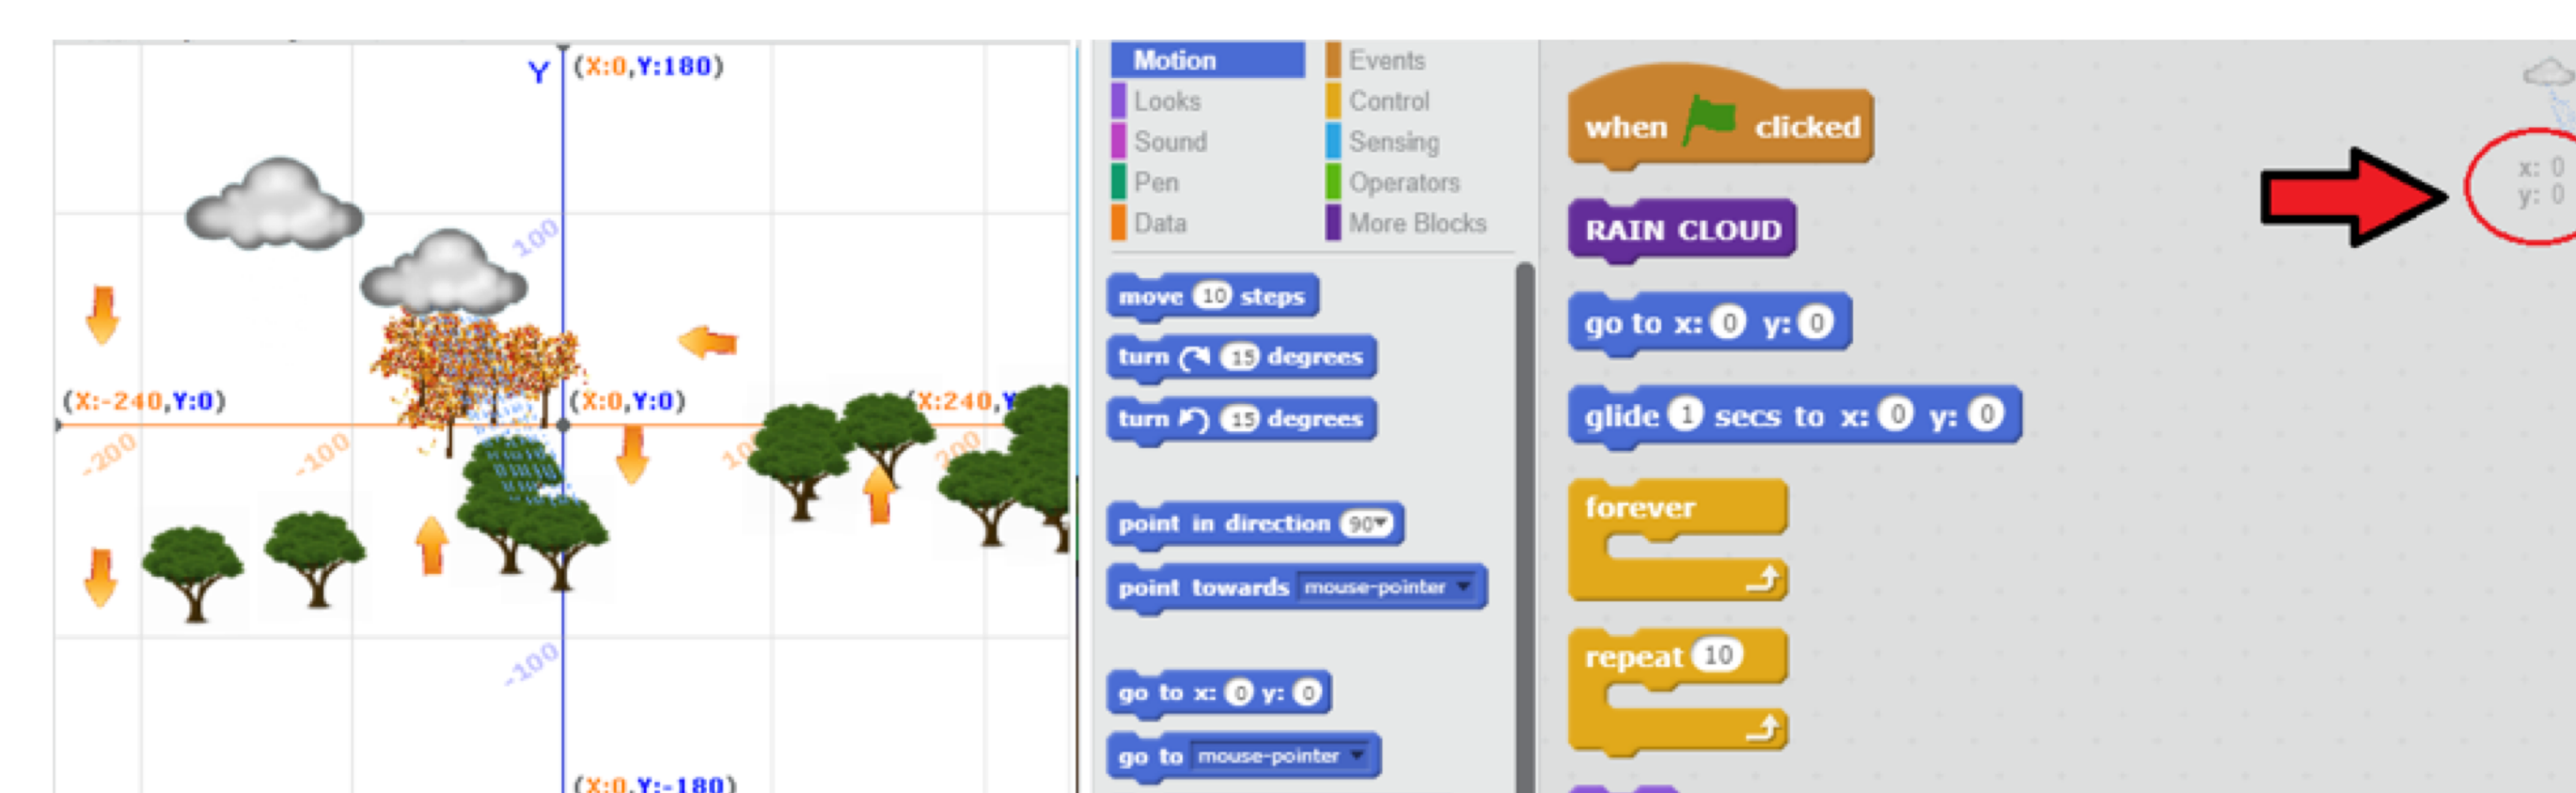 Y (X:0,Y:180)
100
(X:-240,Y:0)
(X:0,Y:0)
(X:240,Y
-200
-100
200
-100
(X:0,Y:-180)
Motion
Looks
Sound
Pen
Data
Events
Control
Sensing
Operators
More Blocks
move 10 steps
turn 15 degrees
turn 15 degrees
point in direction 90
point towards mouse-pointer
go to x: 0 y: 0
go to mouse-pointer
when clicked
RAIN CLOUD
go to x: 0 y: 0
glide 1 secs to x: 0 y: 0
forever
repeat 10
x: 0
y: 0